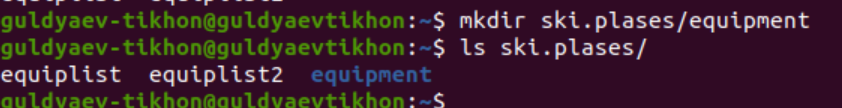 guldyaev-tikhon@guldyaevtikhon:~$ mkdir ski.plases/equipment
guldyaev-tikhon@guldyaevtikhon:~$ ls ski.plases/
equiplist equiplist2 equipment
guldyaev-tikhon@guldyaevtikhon:~$